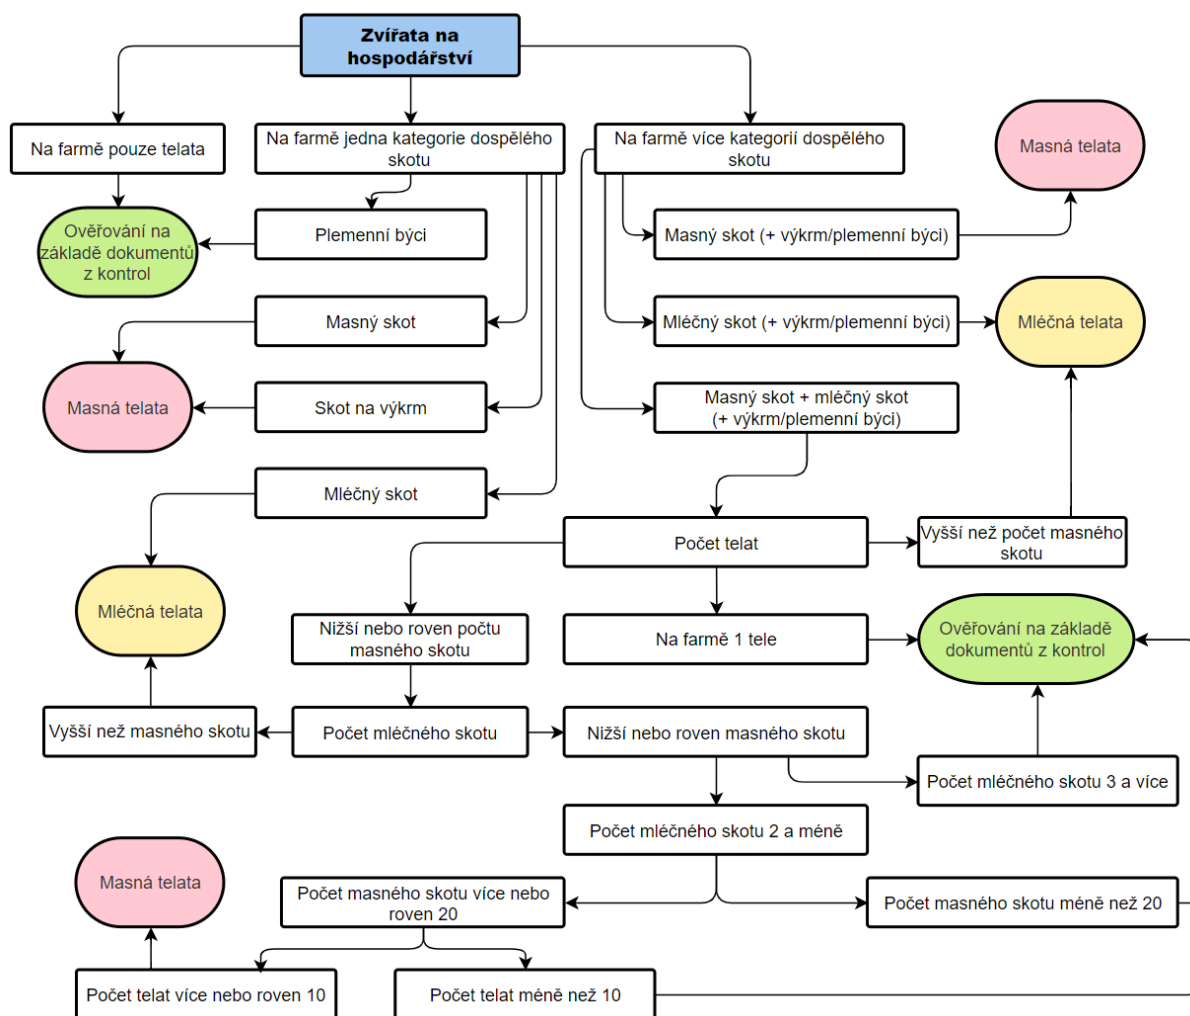 Zvířata na
hospodářství
Na farmě pouze telata
Na farmě jedna kategorie dospělého
skotu
Na farmě více kategorií dospělého
skotu
Masná telata
Ověřování na
základě dokumentů
z kontrol
Plemenní býci
Masný skot (+ výkrm/plemenní býci)
Masný skot
Mléčný skot (+ výkrm/plemenní býci)
Mléčná telata
Masná telata
Skot na výkrm
Masný skot + mléčný skot
(+ výkrm/plemenní býci)
Mléčný skot
Počet telat
Vyšší než počet masného
skotu
Mléčná telata
Nižší nebo roven počtu
masného skotu
Na farmě 1 tele
Ověřování na základě
dokumentů z kontrol
Vyšší než masného skotu
Počet mléčného skotu
Nižší nebo roven masného skotu
Počet mléčného skotu 3 a více
Počet mléčného skotu 2 a méně
Masná telata
Počet masného skotu více nebo
roven 20
Počet masného skotu méně než 20
Počet telat více nebo roven 10
Počet telat méně než 10